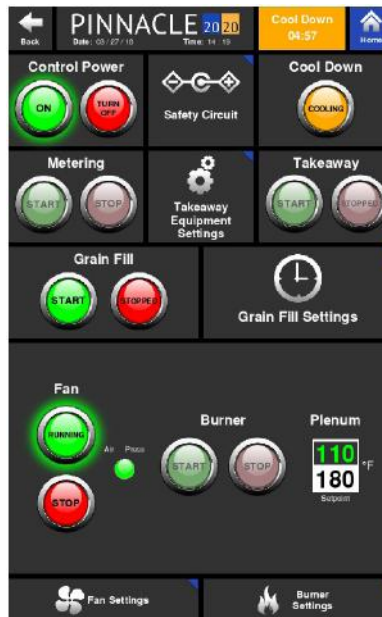 PINNACLE 2020
Cool Down
04:57
Back
Date: 03/27/18
Time: 14:19
Home
Control Power
Cool Down
ON
TURN OFF
Safety Circuit
COOLING
Metering
Takeaway
START
STOP
Takeaway
Equipment
Settings
START
STOPPED
Grain Fill
START
STOPPED
Grain Fill Settings
Fan
RUNNING
Air Press
STOP
Burner
START
STOP
Plenum
110
180
°F
Setpoint
Fan Settings
Burner
Settings